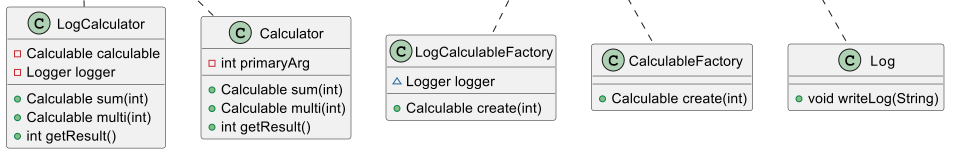 C LogCalculator
Calculable calculable
Logger logger
Calculable sum(int)
Calculable multi(int)
int getResult()
C Calculator
int primaryArg
Calculable sum(int)
Calculable multi(int)
int getResult()
C LogCalculableFactory
Logger logger
Calculable create(int)
C CalculableFactory
Calculable create(int)
C Log
void writeLog(String)